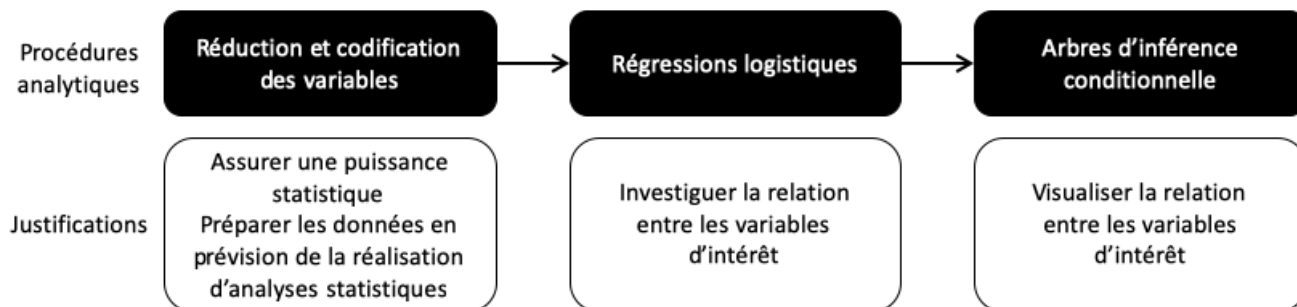 Procédures
analytiques
Réduction et codification
des variables
Régressions logistiques
Arbres d’inférence
conditionnelle
Justifications
Assurer une puissance
statistique
Préparer les données en
prévision de la réalisation
d’analyses statistiques
Investiguer la relation
entre les variables
d’intérêt
Visualiser la relation
entre les variables
d’intérêt